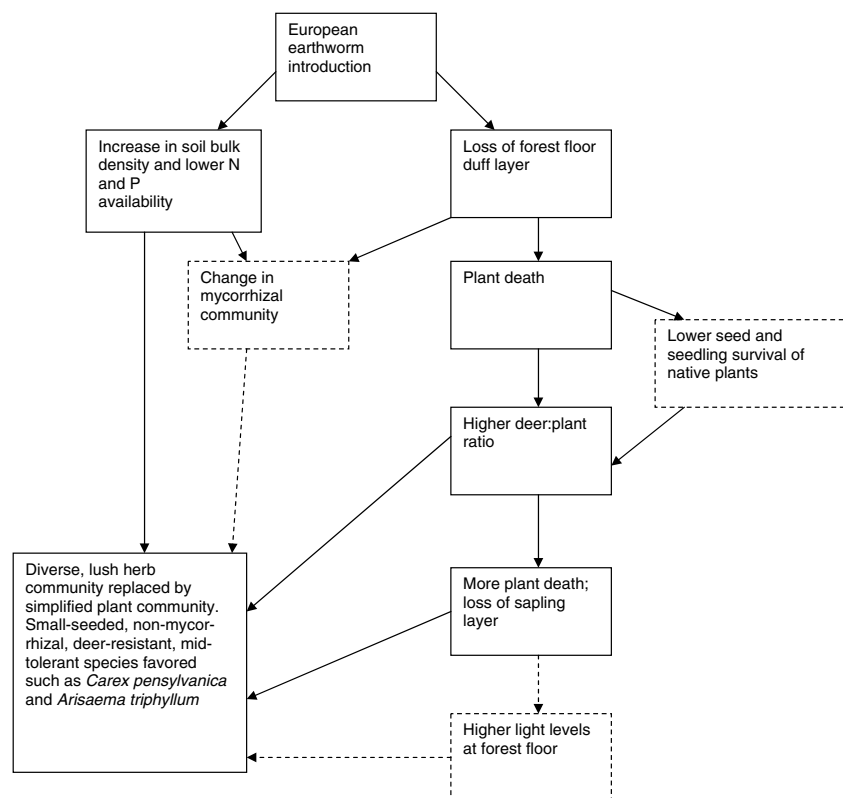 European
earthworm
introduction
Increase in soil bulk
density and lower N
and P
availability
Loss of forest floor
duff layer
Change in
mycorrhizal
community
Plant death
Lower seed and
seedling survival of
native plants
Higher deer:plant
ratio
Diverse, lush herb
community replaced by
simplified plant community.
Small-seeded, non-mycor-
rhizal, deer-resistant, mid-
tolerant species favored
such as Carex pensylvanica
and Arisaema triphyllum
More plant death;
loss of sapling
layer
Higher light levels
at forest floor